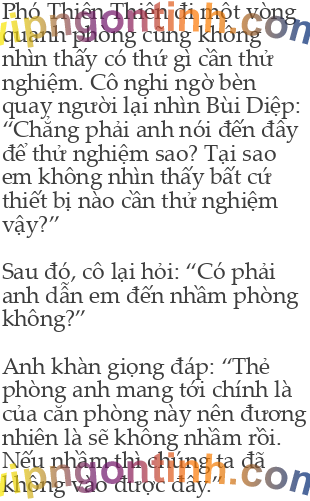 Phó Thiên Thiên đi một vòng
quanh phòng cũng không
nhìn thấy có thứ gì cần thử
nghiệm. Cô nghi ngờ bèn
quay người lại nhìn Bùi Diệp:
“Chẳng phải anh nói đến đây
để thử nghiệm sao? Tại sao
em không nhìn thấy bất cứ
thiết bị nào cần thử nghiệm
vậy?”
Sau đó, cô lại hỏi: “Có phải
anh dẫn em đến nhầm phòng
không?”
Anh khàn giọng đáp: “Thẻ
phòng anh mang tới chính là
của căn phòng này nên đương
nhiên là sẽ không nhầm rồi.
Nếu nhầm thì chúng ta đã
không vào được đây.”
vipngontinh.com
vipngontinh.com